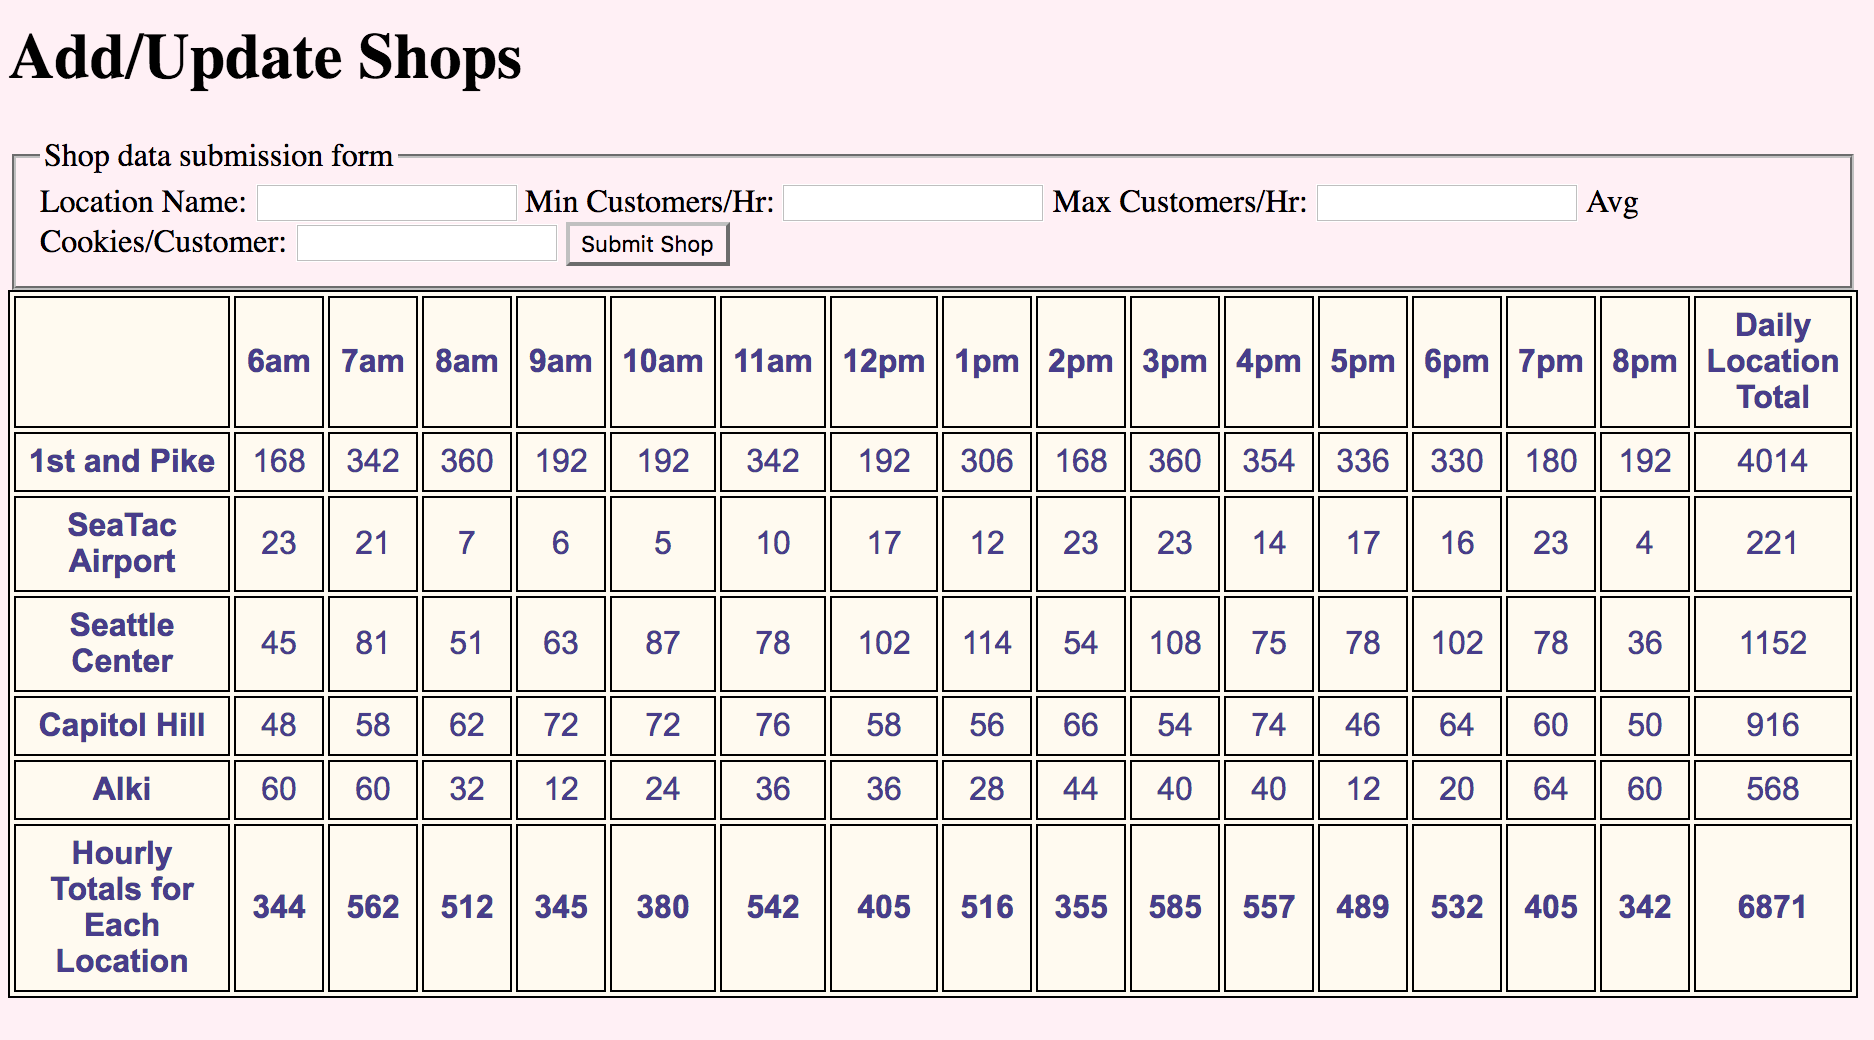 Add/Update Shops
Shop data submission form
Location Name: Min Customers/Hr: Max Customers/Hr: Avg
Cookies/Customer: Submit Shop
6am 7am 8am 9am 10am 11am 12pm 1pm 2pm 3pm 4pm 5pm 6pm 7pm 8pm Daily Location Total
1st and Pike 168 342 360 192 192 342 192 306 168 360 354 336 330 180 192 4014
SeaTac Airport 23 21 7 6 5 10 17 12 23 23 14 17 16 23 4 221
Seattle Center 45 81 51 63 87 78 102 114 54 108 75 78 102 78 36 1152
Capitol Hill 48 58 62 72 72 76 58 56 66 54 74 46 64 60 50 916
Alki 60 60 32 12 24 36 36 28 44 40 40 12 20 64 60 568
Hourly Totals for Each Location 344 562 512 345 380 542 405 516 355 585 557 489 532 405 342 6871